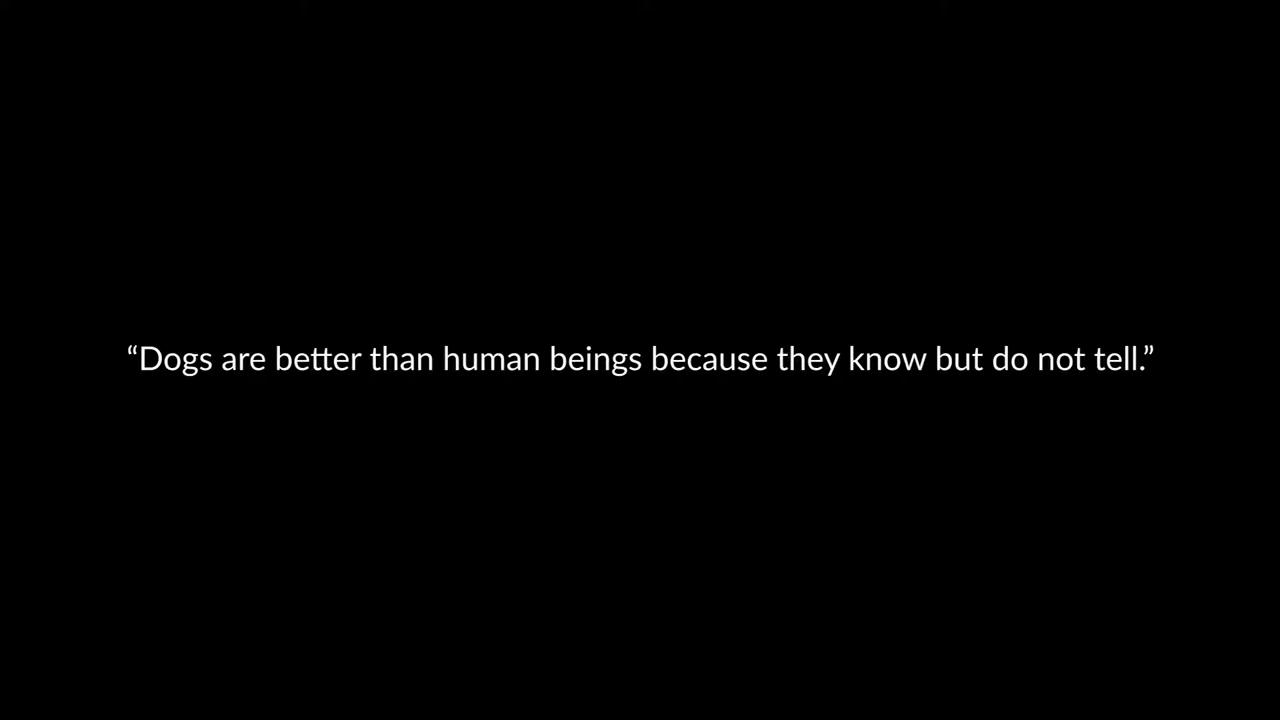 “Dogs are better than human beings because they know but do not tell.”